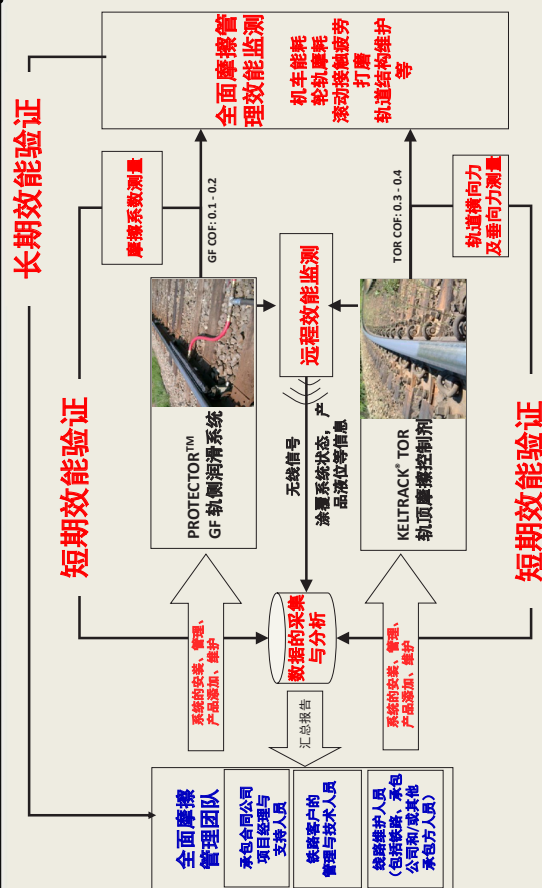 全面摩擦
管理团队
承包合同公司
项目经理与
支持人员
铁路客户的
管理与技术人员
线路维护人员
(包括铁路、承包
公司和/或其他
承包方人员)
系统的安装、管理、
产品添加、维护
汇总报告
系统的安装、管理、
产品添加、维护
数据的采集
与分析
短期效能验证
PROTECTOR™
GF 轨侧润滑系统
无线信号
涂覆系统状态，产
品液位等信息
KELTRACK® TOR
轨顶摩擦控制剂
短期效能验证
远程效能监测
长期效能验证
摩擦系数测量
GF COF: 0.1 - 0.2
TOR COF: 0.3 - 0.4
轨道横向力
及垂向力测量
全面摩擦管
理效能监测
机车能耗
轮轨摩耗
滚动接触疲劳
打磨
轨道结构维护
等